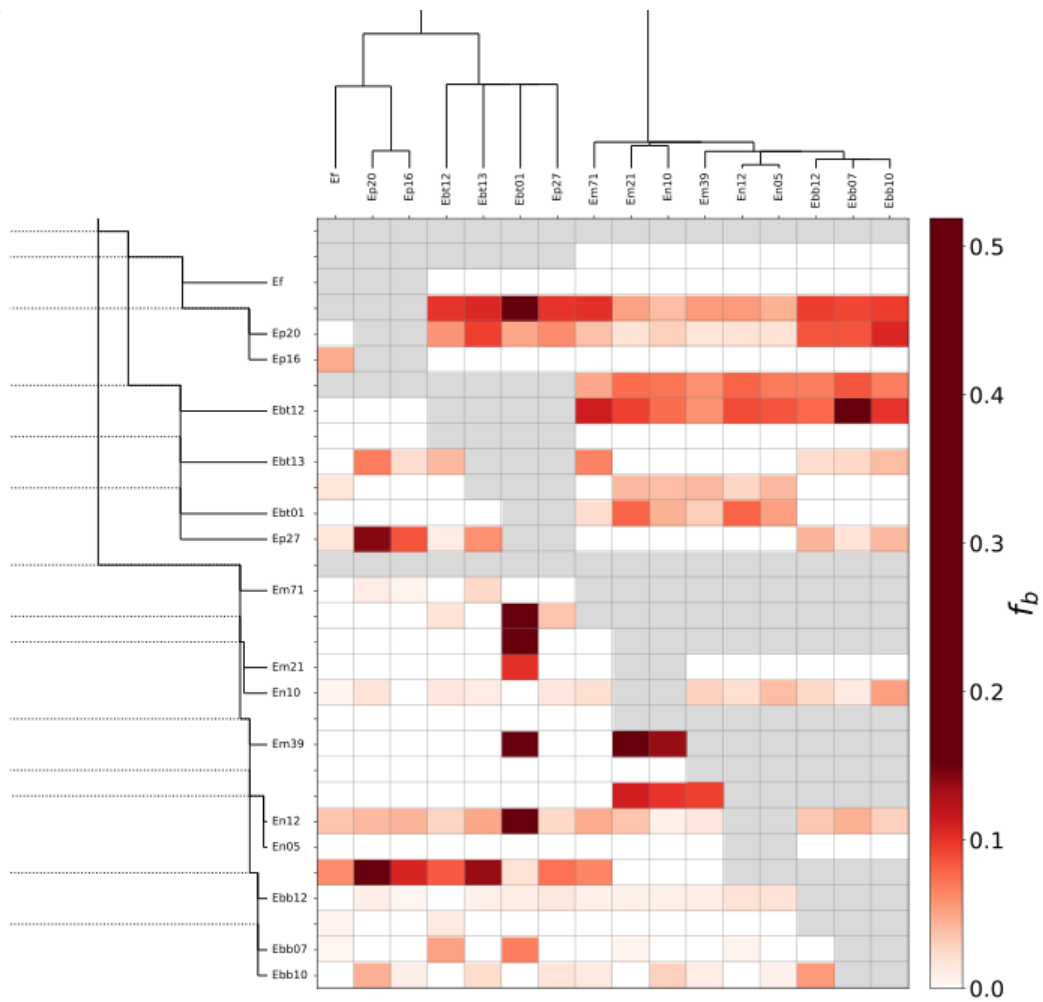 Ef
Ep20
Ep16
Ebt12
Ebt13
Ebt01
Ep27
Em71
Em21
En10
Em39
En12
En05
Ebb12
Ebb07
Ebb10
Ef
Ep20
Ep16
Ebt12
Ebt13
Ebt01
Ep27
Em71
Em21
En10
Em39
En12
En05
Ebb12
Ebb07
Ebb10
0.5
0.4
0.3
0.2
0.1
0.0
f_b